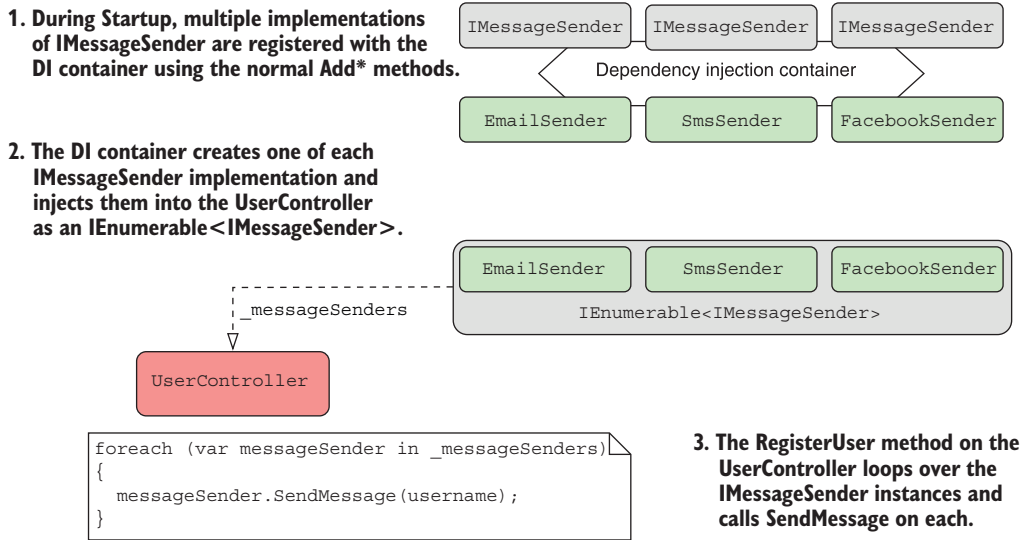 1. During Startup, multiple implementations
of IMessageSender are registered with the
DI container using the normal Add* methods.
IMessageSender IMessageSender IMessageSender
Dependency injection container
EmailSender SmsSender FacebookSender
2. The DI container creates one of each
IMessageSender implementation and
injects them into the UserController
as an IEnumerable<IMessageSender>.
EmailSender SmsSender FacebookSender
IEnumerable<IMessageSender>
_messageSenders
UserController
foreach (var messageSender in _messageSenders)
{
  messageSender.SendMessage(username);
}
3. The RegisterUser method on the
UserController loops over the
IMessageSender instances and
calls SendMessage on each.